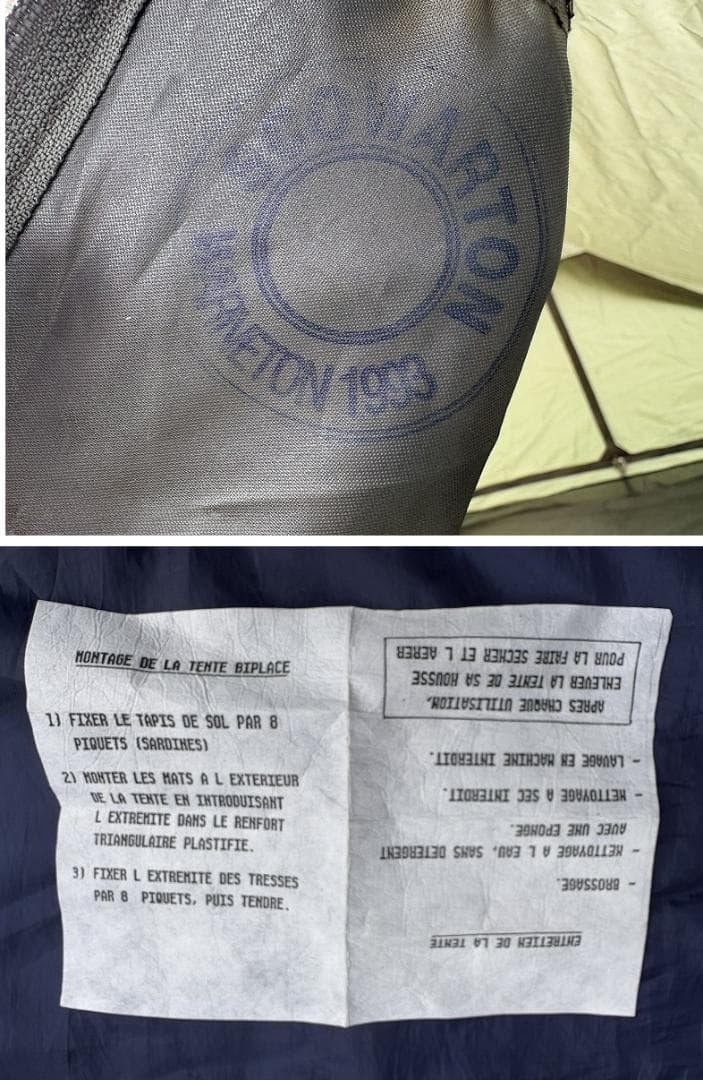 SCOWARTON
WARNETON 1993
MONTAGE DE LA TENTE BIPLACE
1) FIXER LE TAPIS DE SOL PAR 8
PIQUETS (SARDINES)
2) MONTER LES MATS A L EXTERIEUR
DE LA TENTE EN INTRODUISANT
L EXTREMITE DANS LE RENFORT
TRIANGULAIRE PLASTIFIE.
3) FIXER L EXTREMITE DES TRESSES
PAR 8 PIQUETS, PUIS TENDRE.
ENTRETIEN DE LA TENTE
- BROSSAGE.
- NETTOYAGE A L EAU, SANS DETERGENT
AVEC UNE EPONGE.
- NETTOYAGE A SEC INTERDIT.
- LAVAGE EN MACHINE INTERDIT.
APRES CHAQUE UTILISATION,
ENLEVER LA TENTE DE SA HOUSSE
POUR LA FAIRE SECHER ET L AERER